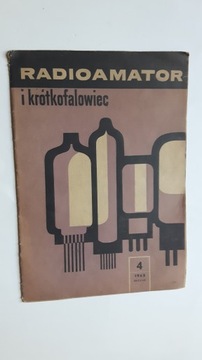 RADIOAMATOR
i krótkofalowiec
4
1963